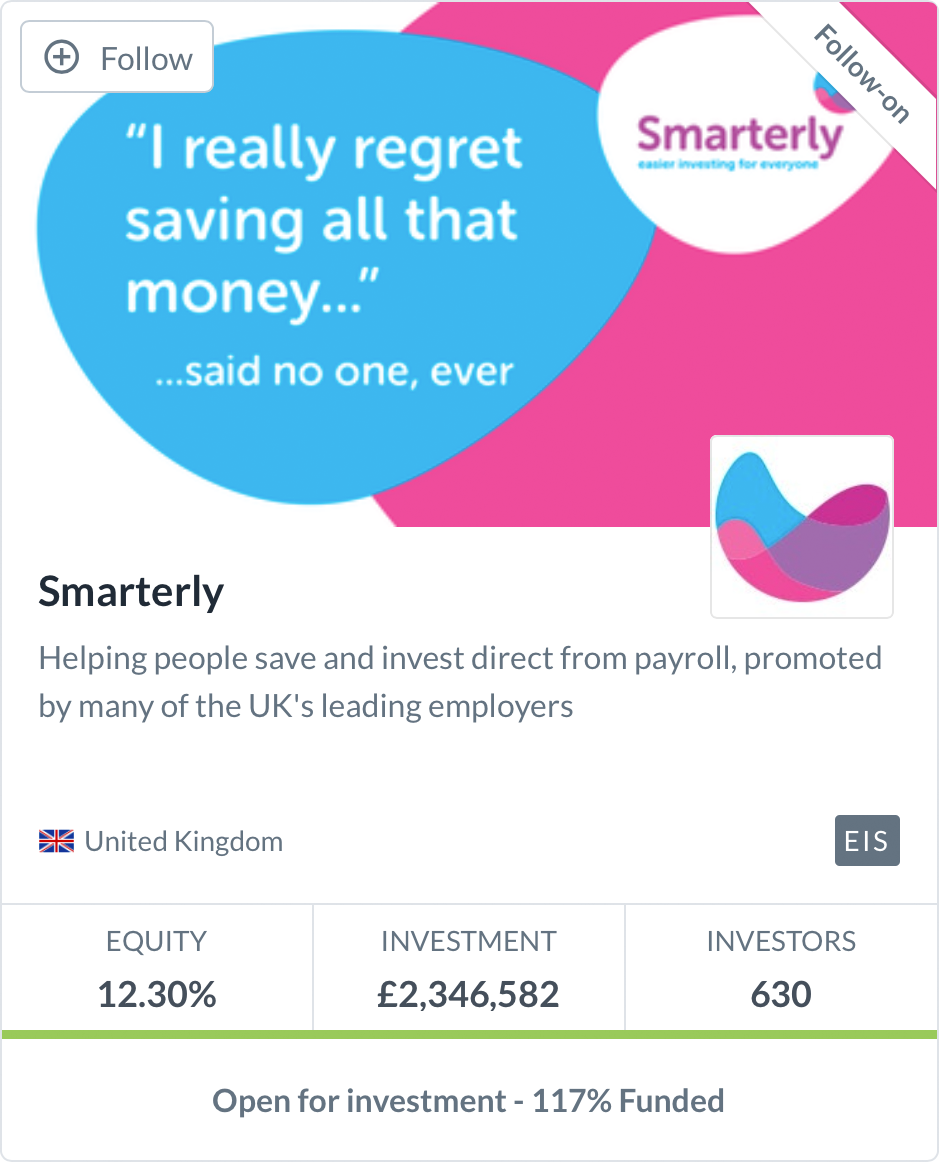 Follow
Follow-on
“I really regret
saving all that
money...”
...said no one, ever
Smarterly
easier investing for everyone
Smarterly
Helping people save and invest direct from payroll, promoted
by many of the UK's leading employers
United Kingdom
EIS
EQUITY
INVESTMENT
INVESTORS
12.30%
£2,346,582
630
Open for investment - 117% Funded